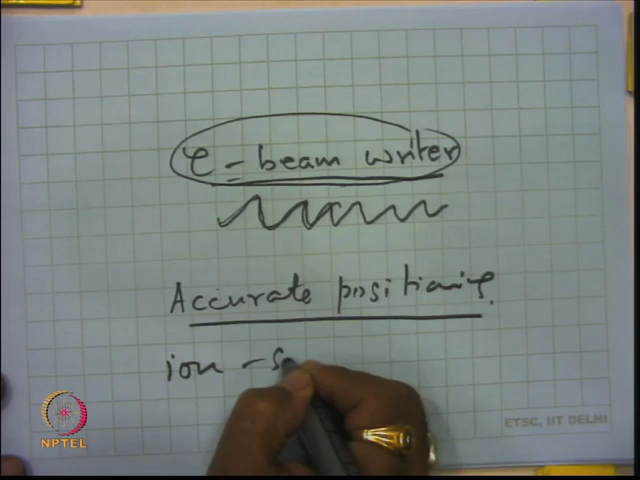 e-beam writer
Accurate positioning.
ion - s
ETSC, IIT DELHI
NPTEL